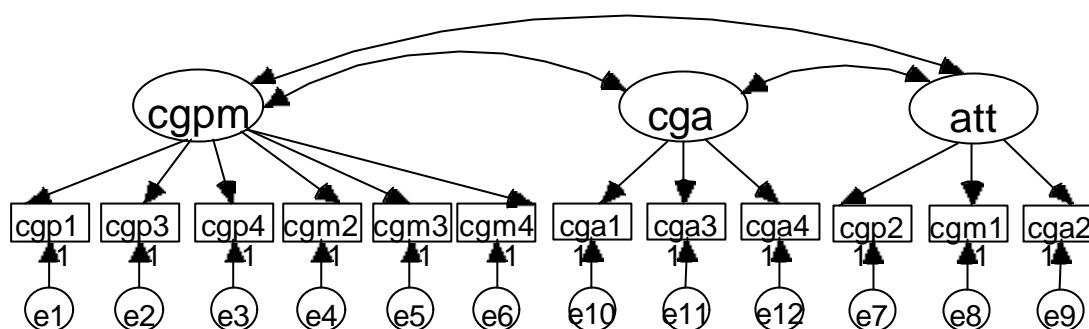 cgpm cga att
cgp1 cgp3 cgp4 cgm2 cgm3 cgm4 cga1 cga3 cga4 cgp2 cgm1 cga2
1 1 1 1 1 1 1 1 1 1 1 1
e1 e2 e3 e4 e5 e6 e10 e11 e12 e7 e8 e9